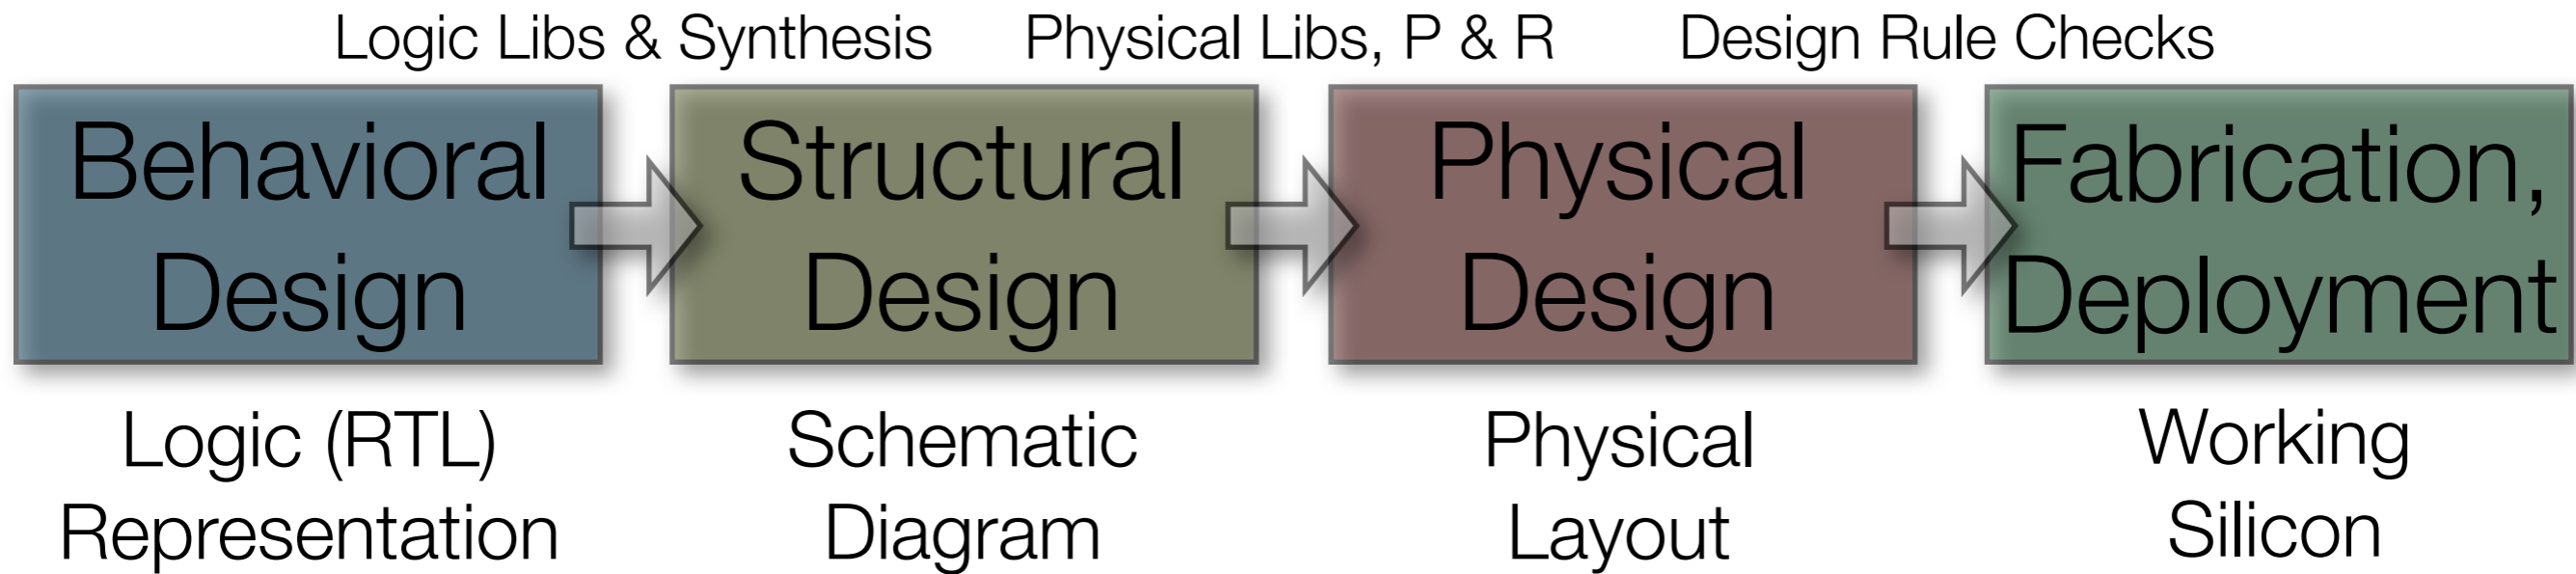 Logic Libs & Synthesis
Physical Libs, P & R
Design Rule Checks
Behavioral
Design
Structural
Design
Physical
Design
Fabrication,
Deployment
Logic (RTL)
Representation
Schematic
Diagram
Physical
Layout
Working
Silicon